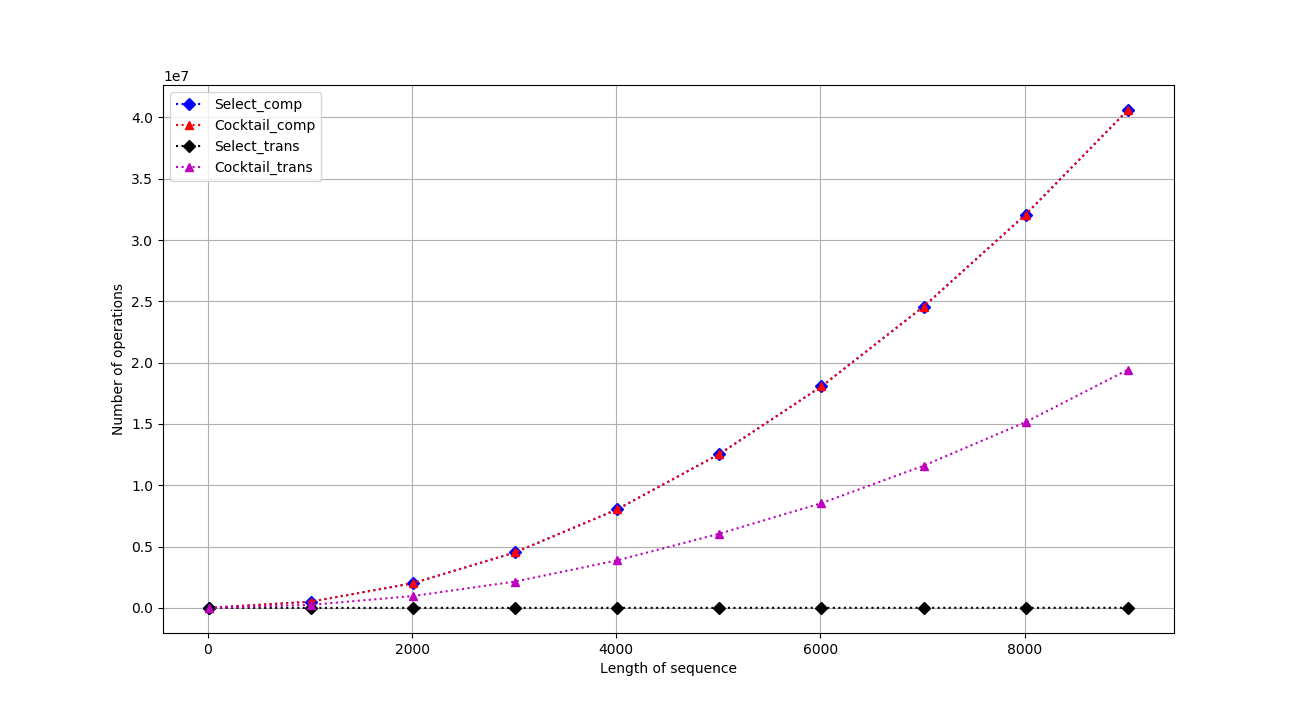 1e7
Select_comp
Cocktail_comp
Select_trans
Cocktail_trans
4.0
3.5
3.0
2.5
2.0
1.5
1.0
0.5
0.0
Number of operations
0 2000 4000 6000 8000
Length of sequence